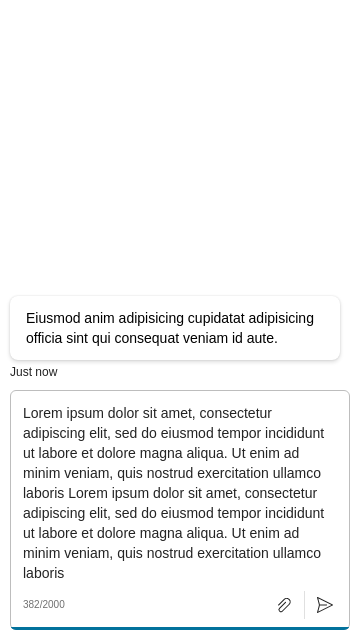 Eiusmod anim adipisicing cupidatat adipisicing
officia sint qui consequat veniam id aute.
Just now
Lorem ipsum dolor sit amet, consectetur
adipiscing elit, sed do eiusmod tempor incididunt
ut labore et dolore magna aliqua. Ut enim ad
minim veniam, quis nostrud exercitation ullamco
laboris Lorem ipsum dolor sit amet, consectetur
adipiscing elit, sed do eiusmod tempor incididunt
ut labore et dolore magna aliqua. Ut enim ad
minim veniam, quis nostrud exercitation ullamco
laboris
382/2000